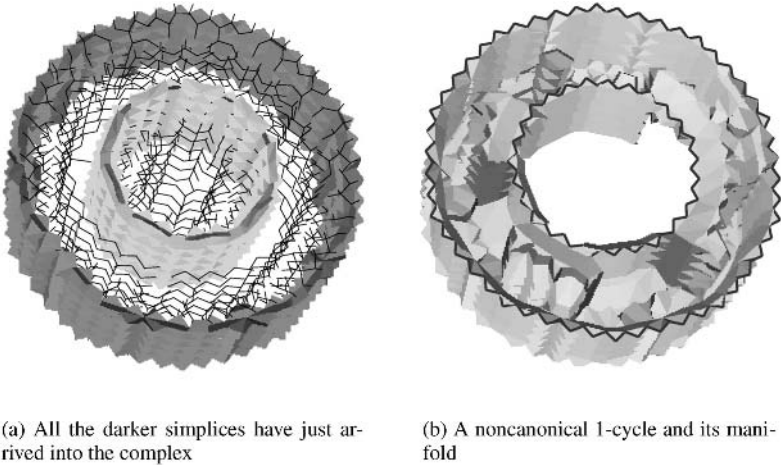 (a) All the darker simplices have just ar-
rived into the complex
(b) A noncanonical 1-cycle and its mani-
fold